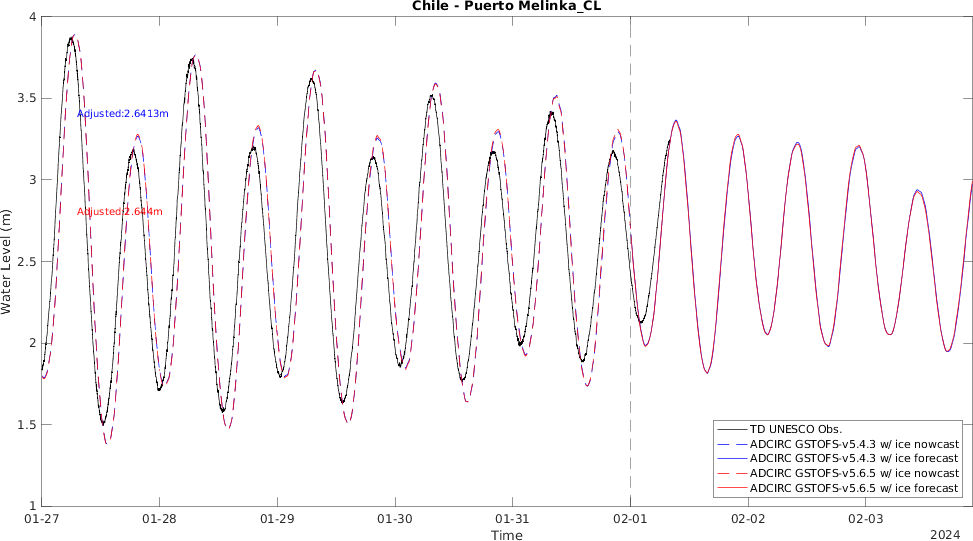 Chile - Puerto Melinka_CL
4
3.5
3
2.5
2
1.5
1
Water Level (m)
Adjusted:2.6413m
Adjusted:2.644m
TD UNESCO Obs.
ADCIRC GSTOFS-v5.4.3 w/ ice nowcast
ADCIRC GSTOFS-v5.4.3 w/ ice forecast
ADCIRC GSTOFS-v5.6.5 w/ ice nowcast
ADCIRC GSTOFS-v5.6.5 w/ ice forecast
01-27
01-28
01-29
01-30
01-31
02-01
02-02
02-03
Time
2024